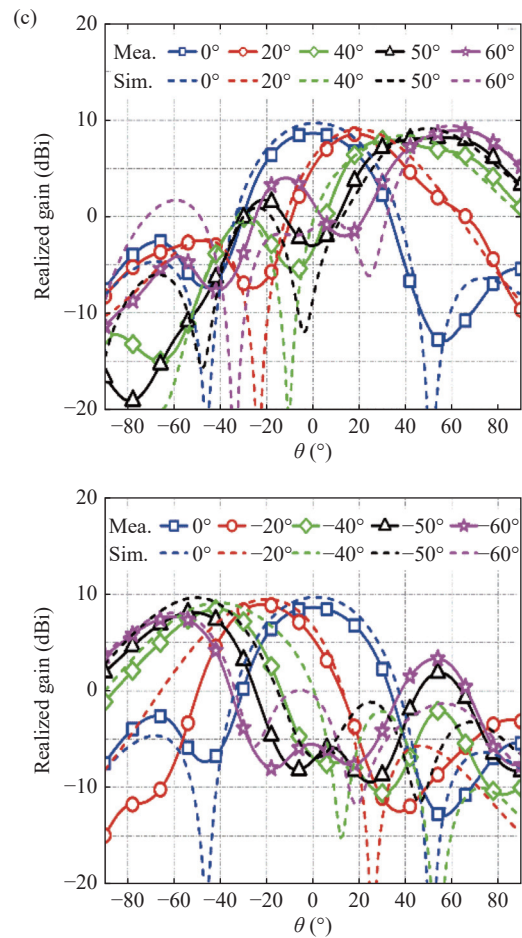 (c)
20
Mea. 0° 20° 40° 50° 60°
Sim. 0° 20° 40° 50° 60°
10
0
−10
−20
Realized gain (dBi)
−80 −60 −40 −20 0 20 40 60 80
θ (°)
20
Mea. 0° −20° −40° −50° −60°
Sim. 0° −20° −40° −50° −60°
10
0
−10
−20
Realized gain (dBi)
−80 −60 −40 −20 0 20 40 60 80
θ (°)